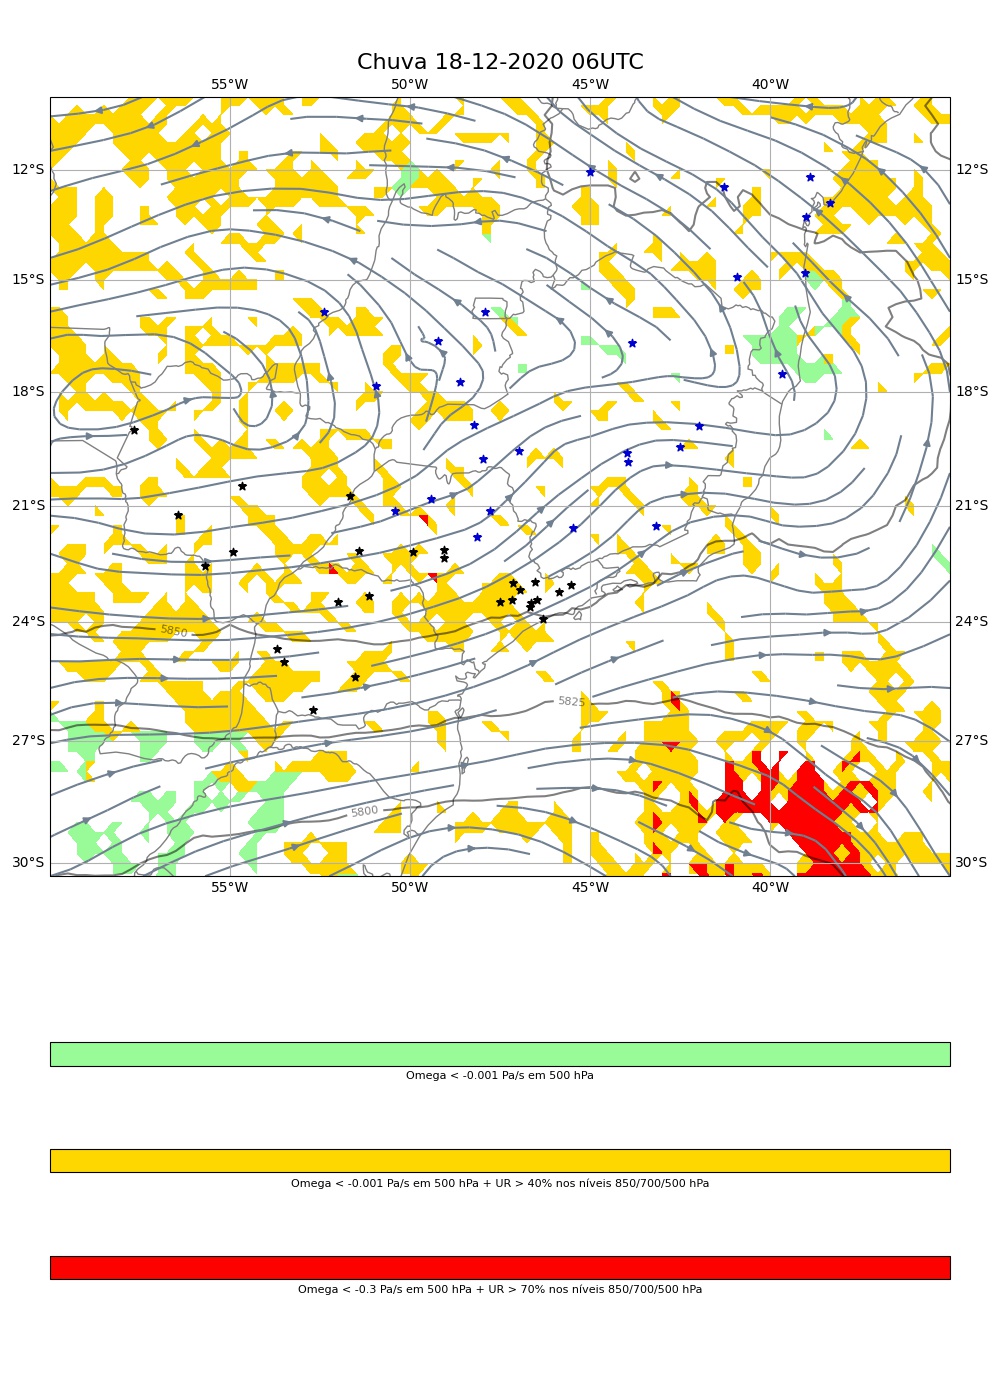 Chuva 18-12-2020 06UTC
55°W 50°W 45°W 40°W
12°S 12°S
15°S 15°S
18°S 18°S
21°S 21°S
24°S 24°S
5850
5825
27°S 27°S
5800
30°S 30°S
55°W 50°W 45°W 40°W
Omega < -0.001 Pa/s em 500 hPa
Omega < -0.001 Pa/s em 500 hPa + UR > 40% nos níveis 850/700/500 hPa
Omega < -0.3 Pa/s em 500 hPa + UR > 70% nos níveis 850/700/500 hPa